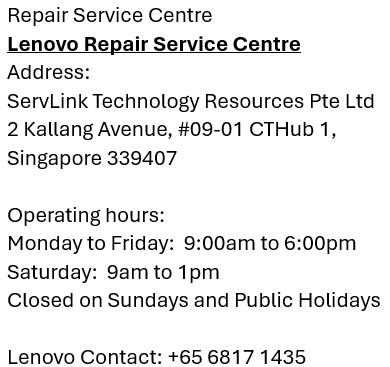 Repair Service Centre
Lenovo Repair Service Centre
Address:
ServLink Technology Resources Pte Ltd
2 Kallang Avenue, #09-01 CTHub 1,
Singapore 339407
Operating hours:
Monday to Friday:  9:00am to 6:00pm
Saturday:  9am to 1pm
Closed on Sundays and Public Holidays
Lenovo Contact: +65 6817 1435